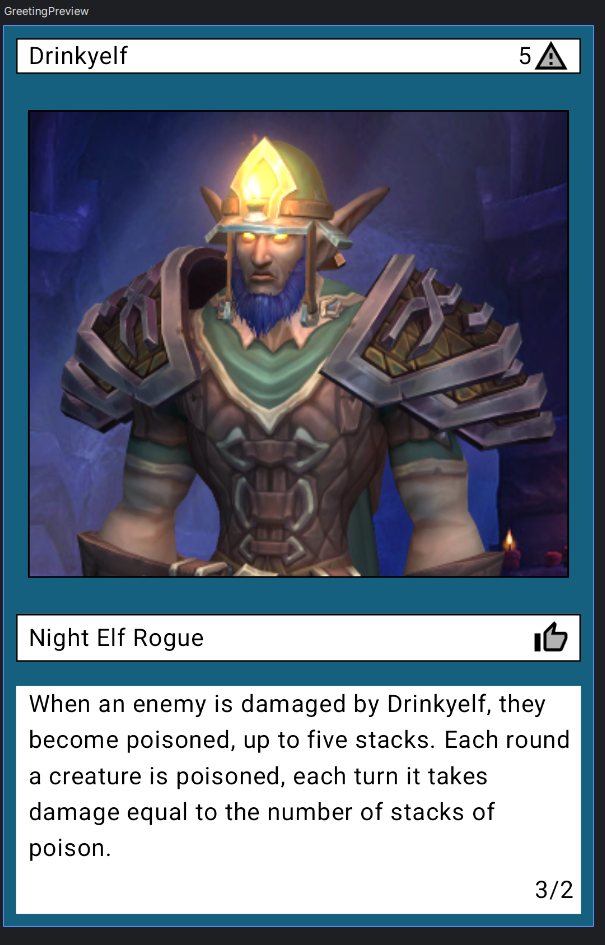 GreetingPreview
Drinkyelf
5
Night Elf Rogue
When an enemy is damaged by Drinkyelf, they
become poisoned, up to five stacks. Each round
a creature is poisoned, each turn it takes
damage equal to the number of stacks of
poison.
3/2